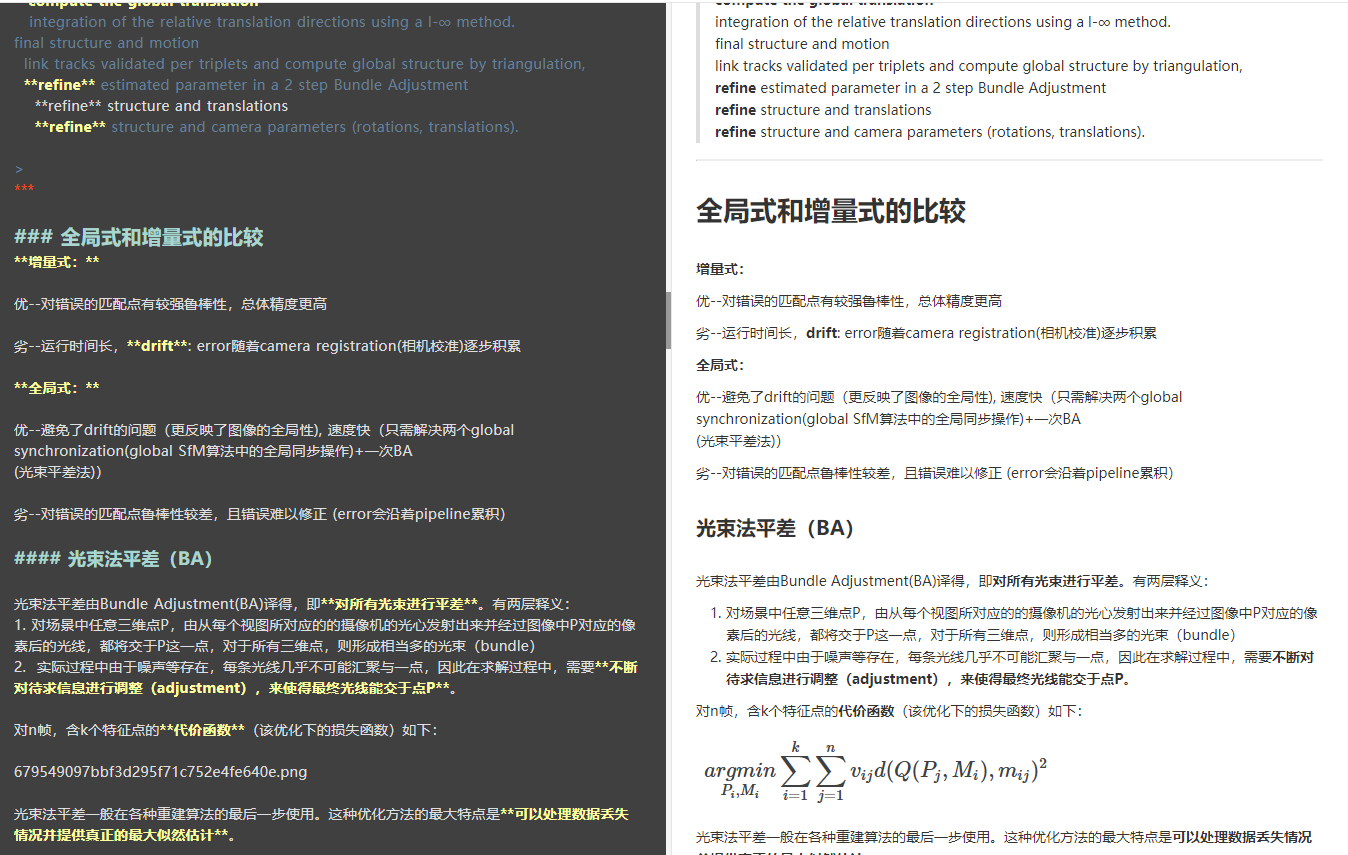 compute the global translation
integration of the relative translation directions using a l-∞ method.
final structure and motion
link tracks validated per triplets and compute global structure by triangulation,
**refine** estimated parameter in a 2 step Bundle Adjustment
**refine** structure and translations
**refine** structure and camera parameters (rotations, translations).
>
***
### 全局式和增量式的比较
**增量式：**
优--对错误的匹配点有较强鲁棒性，总体精度更高
劣--运行时间长，**drift**: error随着camera registration(相机校准)逐步积累
**全局式：**
优--避免了drift的问题（更反映了图像的全局性), 速度快（只需解决两个global
synchronization(global SfM算法中的全局同步操作)+一次BA
(光束平差法)）
劣--对错误的匹配点鲁棒性较差，且错误难以修正 (error会沿着pipeline累积）
#### 光束法平差（BA）
光束法平差由Bundle Adjustment(BA)译得，即**对所有光束进行平差**。有两层释义：
1. 对场景中任意三维点P，由从每个视图所对应的的摄像机的光心发射出来并经过图像中P对应的像
素后的光线，都将交于P这一点，对于所有三维点，则形成相当多的光束（bundle）
2. 实际过程中由于噪声等存在，每条光线几乎不可能汇聚与一点，因此在求解过程中，需要**不断
对待求信息进行调整（adjustment），来使得最终光线能交于点P**。
对n帧，含k个特征点的**代价函数**（该优化下的损失函数）如下：
679549097bbf3d295f71c752e4fe640e.png
光束法平差一般在各种重建算法的最后一步使用。这种优化方法的最大特点是**可以处理数据丢失
情况并提供真正的最大似然估计**。
compute the global translation
integration of the relative translation directions using a l-∞ method.
final structure and motion
link tracks validated per triplets and compute global structure by triangulation,
refine estimated parameter in a 2 step Bundle Adjustment
refine structure and translations
refine structure and camera parameters (rotations, translations).
全局式和增量式的比较
增量式：
优--对错误的匹配点有较强鲁棒性，总体精度更高
劣--运行时间长，drift: error随着camera registration(相机校准)逐步积累
全局式：
优--避免了drift的问题（更反映了图像的全局性), 速度快（只需解决两个global
synchronization(global SfM算法中的全局同步操作)+一次BA
(光束平差法)）
劣--对错误的匹配点鲁棒性较差，且错误难以修正 (error会沿着pipeline累积）
光束法平差（BA）
光束法平差由Bundle Adjustment(BA)译得，即对所有光束进行平差。有两层释义：
1. 对场景中任意三维点P，由从每个视图所对应的的摄像机的光心发射出来并经过图像中P对应的像
素后的光线，都将交于P这一点，对于所有三维点，则形成相当多的光束（bundle）
2. 实际过程中由于噪声等存在，每条光线几乎不可能汇聚与一点，因此在求解过程中，需要不断对
待求信息进行调整（adjustment），来使得最终光线能交于点P。
对n帧，含k个特征点的代价函数（该优化下的损失函数）如下：
argmin_{P_i,M_i} ∑_{i=1}^{k} ∑_{j=1}^{n} v_{ij}d(Q(P_j, M_i), m_{ij})^2
光束法平差一般在各种重建算法的最后一步使用。这种优化方法的最大特点是可以处理数据丢失情况